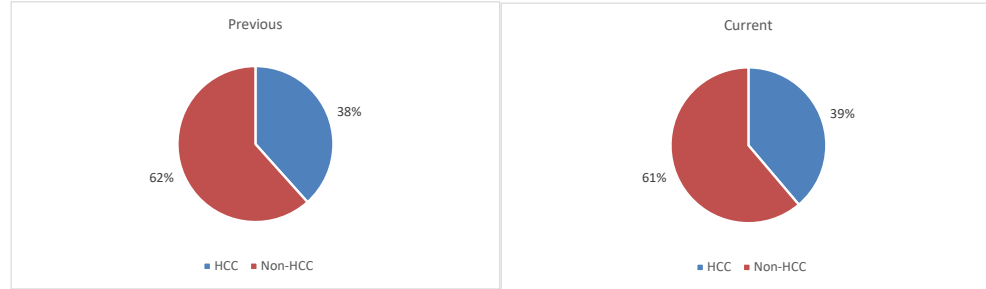 Previous
38%
62%
HCC Non-HCC
Current
39%
61%
HCC Non-HCC